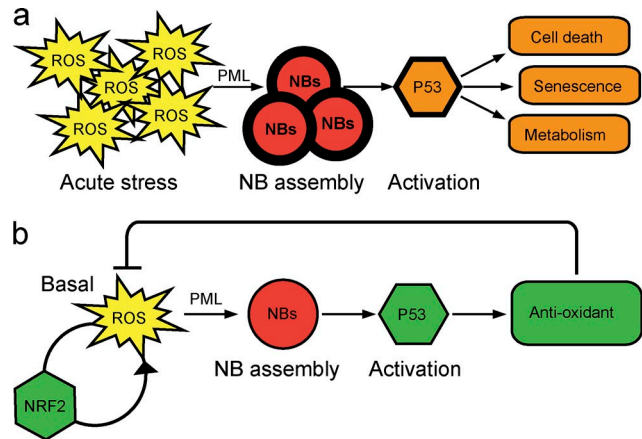 a
ROS
ROS
ROS
ROS
ROS
PML
NBs
NBs
NBs
P53
Cell death
Senescence
Metabolism
Acute stress
NB assembly
Activation
b
Basal
ROS
PML
NBs
P53
Anti-oxidant
NB assembly
Activation
NRF2